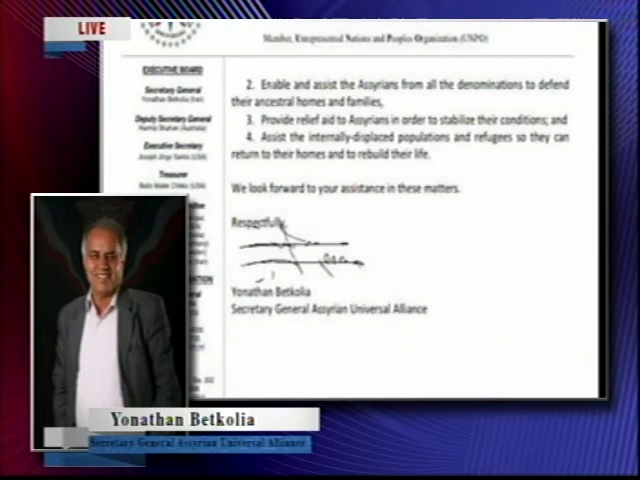 LIVE
Member, Unrepresented Nations and Peoples Organization (UNPO)
EXECUTIVE BOARD
Secretary General
Yonathan Betkolia (Iran)
Deputy Secretary General
Hermiz Shahen (Australia)
Executive Secretary
Treasurer
2. Enable and assist the Assyrians from all the denominations to defend
their ancestral homes and families,
3. Provide relief aid to Assyrians in order to stabilize their conditions; and
4. Assist the internally-displaced populations and refugees so they can
return to their homes and to rebuild their life.
We look forward to your assistance in these matters.
Respectfully
Yonathan Betkolia
Secretary General Assyrian Universal Alliance
Yonathan Betkolia
Secretary General Assyrian Universal Alliance